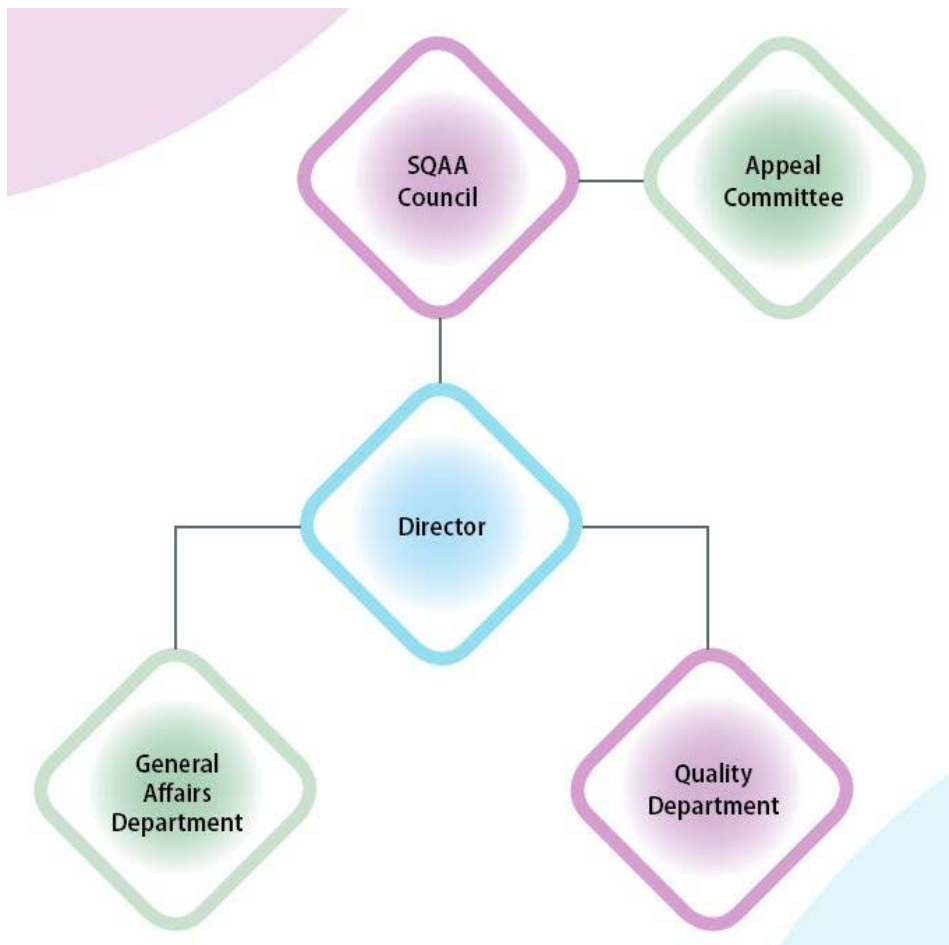 SQAA
Council
Appeal
Committee
Director
General
Affairs
Department
Quality
Department